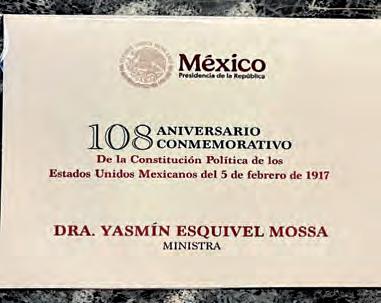 México
Presidencia de la República
108 ANIVERSARIO
CONMEMORATIVO
De la Constitución Política de los
Estados Unidos Mexicanos del 5 de febrero de 1917
DRA. YASMÍN ESQUIVEL MOSSA
MINISTRA